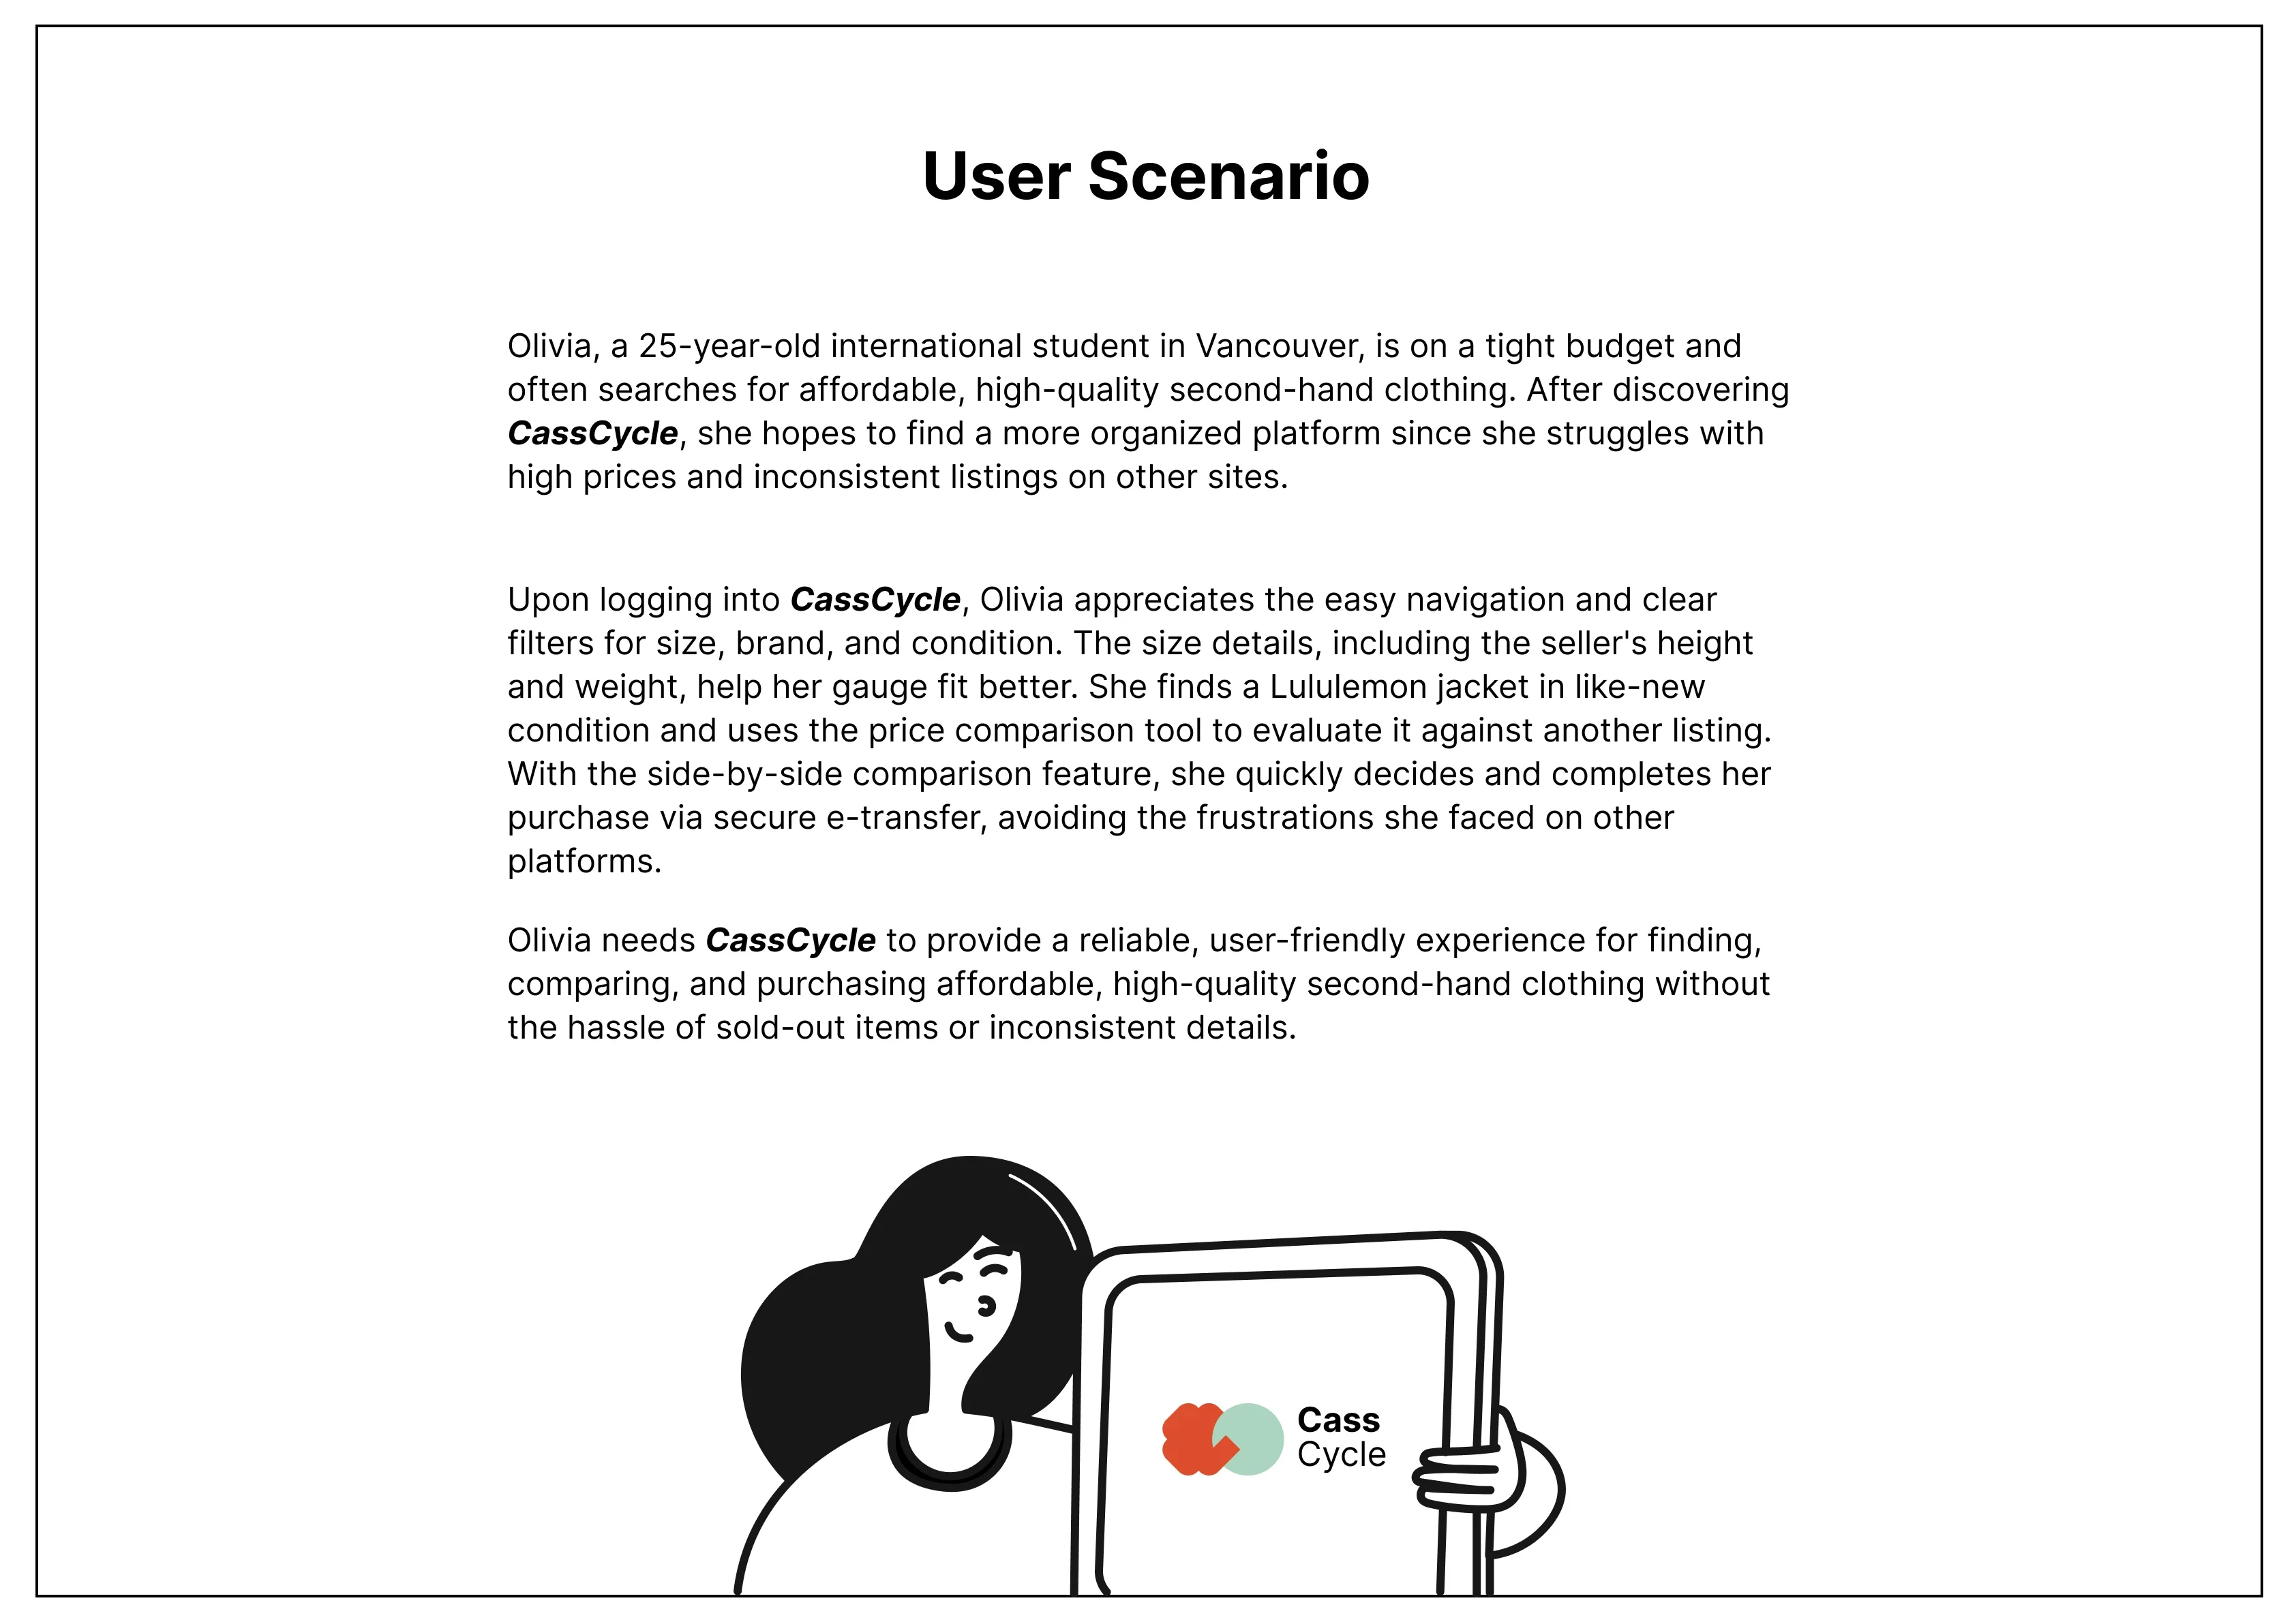 User Scenario
Olivia, a 25-year-old international student in Vancouver, is on a tight budget and
often searches for affordable, high-quality second-hand clothing. After discovering
CassCycle, she hopes to find a more organized platform since she struggles with
high prices and inconsistent listings on other sites.
Upon logging into CassCycle, Olivia appreciates the easy navigation and clear
filters for size, brand, and condition. The size details, including the seller's height
and weight, help her gauge fit better. She finds a Lululemon jacket in like-new
condition and uses the price comparison tool to evaluate it against another listing.
With the side-by-side comparison feature, she quickly decides and completes her
purchase via secure e-transfer, avoiding the frustrations she faced on other
platforms.
Olivia needs CassCycle to provide a reliable, user-friendly experience for finding,
comparing, and purchasing affordable, high-quality second-hand clothing without
the hassle of sold-out items or inconsistent details.
Cass
Cycle